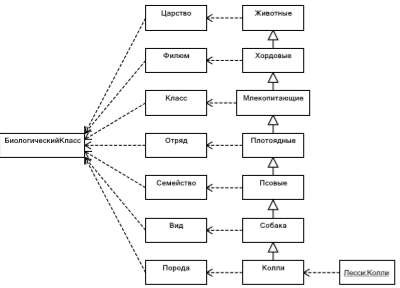 Царство Животные
Филюм Хордовые
Класс Млекопитающие
БиологическийКласс Отряд Плотоядные
Семейство Псовые
Вид Собака
Порода Колли Лесси:Колли